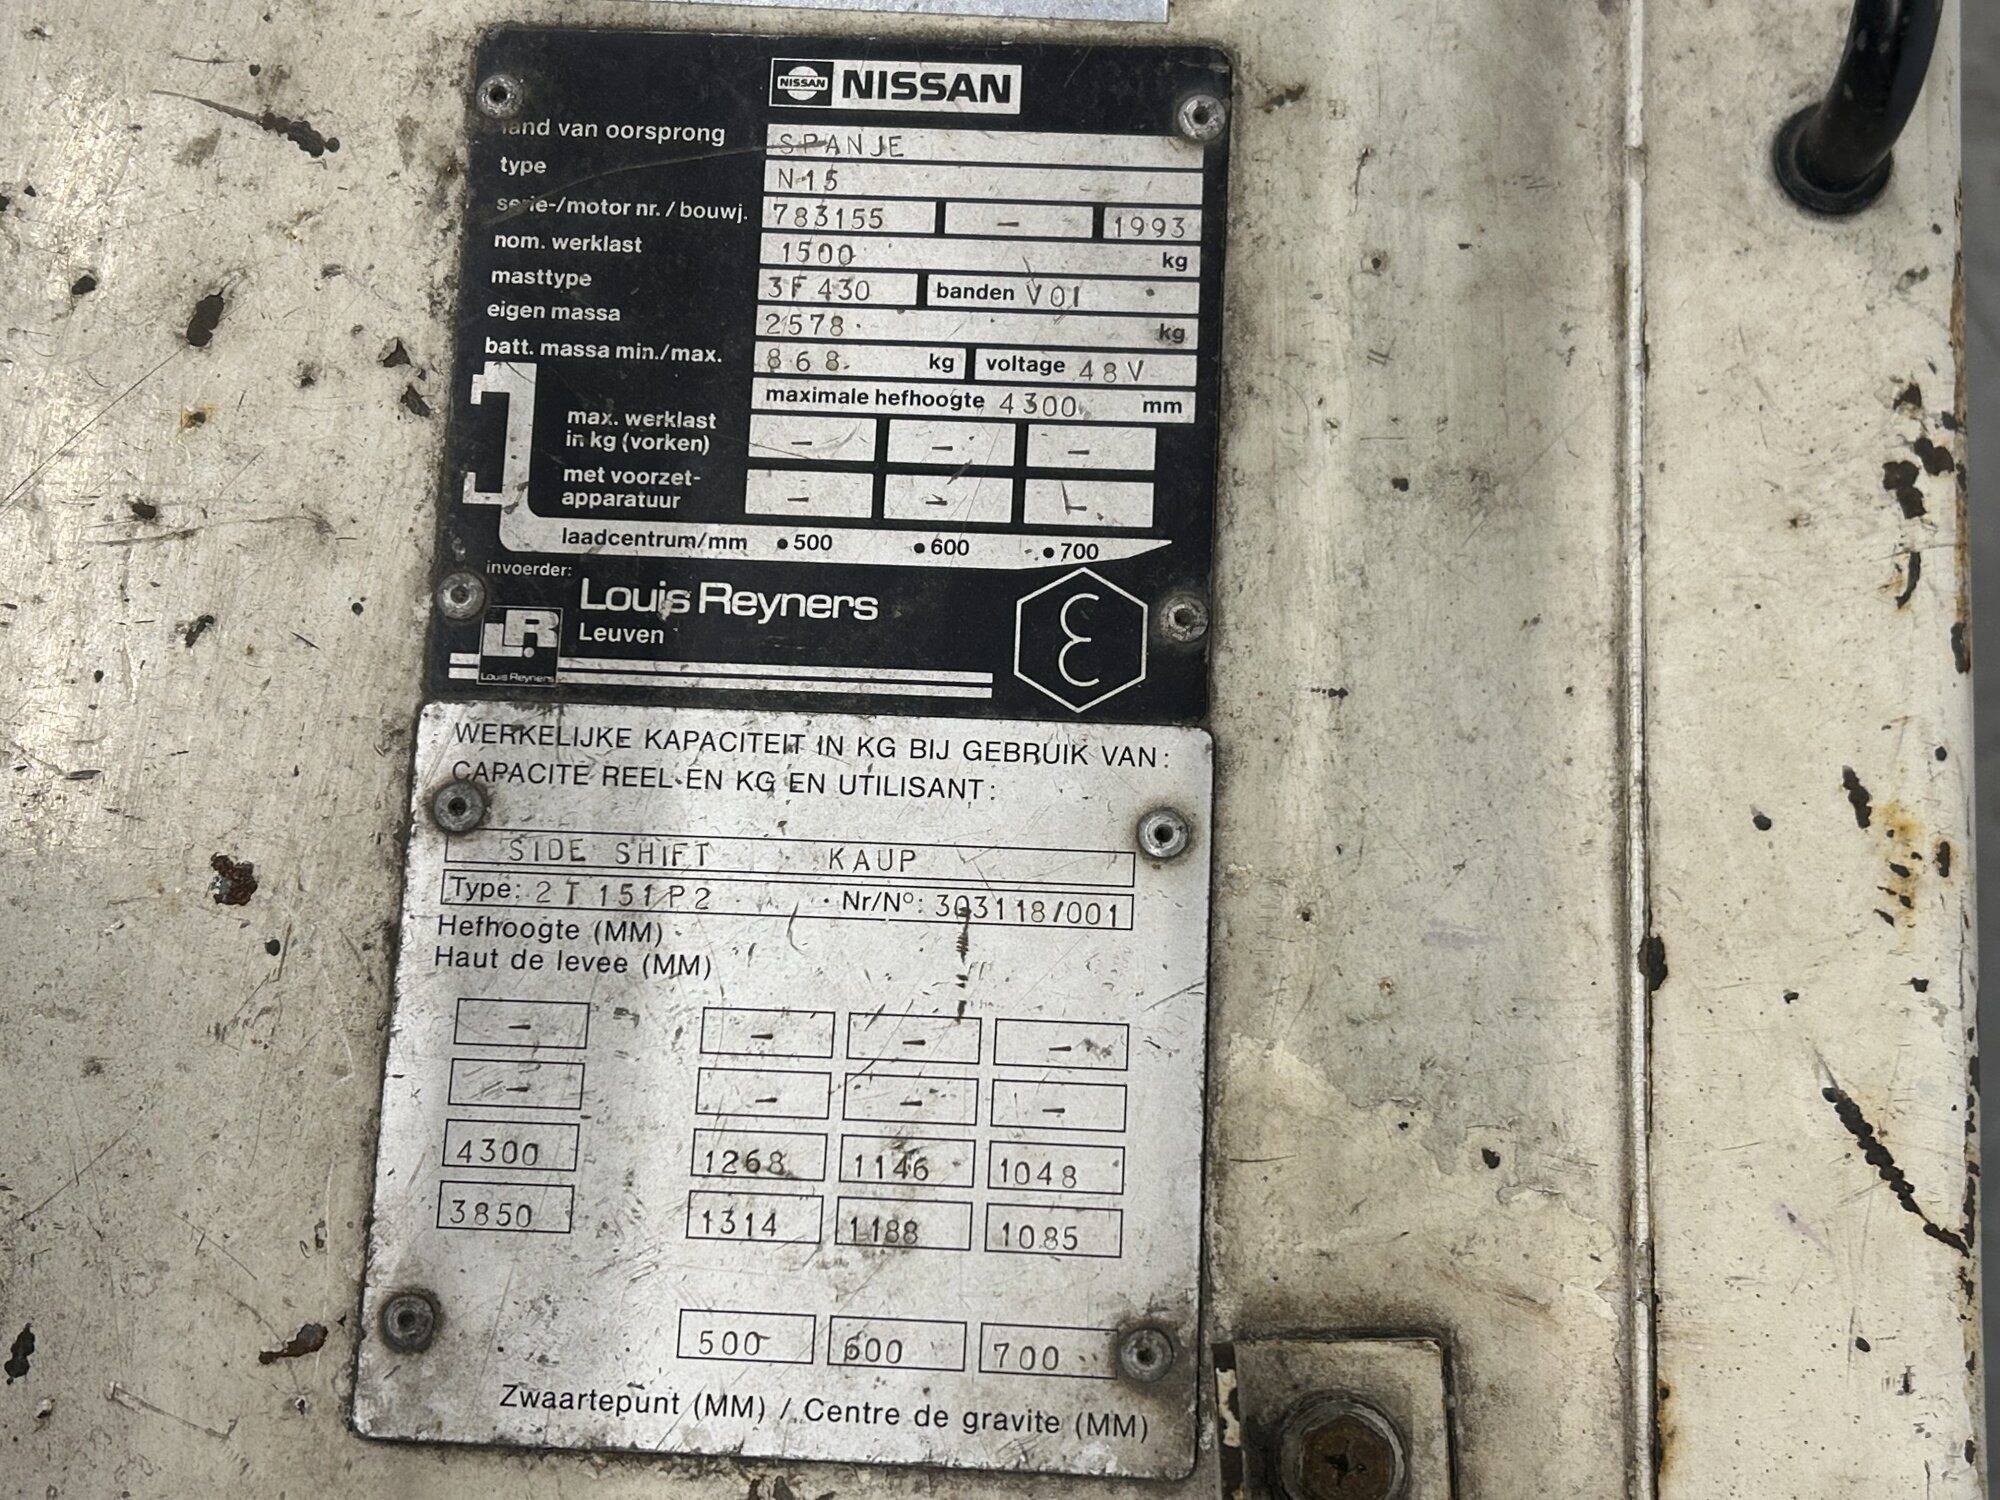 NISSAN NISSAN
land van oorsprong SPANJE
type N15
serie-/motor nr. / bouwj. 783155 – 1993
nom. werklast 1500 kg
masttype 3F430 banden VOl
eigen massa 2578 kg
batt. massa min./max. 868 kg voltage 48V
maximale hefhoogte 4300 mm
max. werklast
in kg (vorken) – – –
met voorzet-
apparatuur – – –
laadcentrum/mm •500 •600 •700
invoerder:
Louis Reyners
Leuven
LR
Louis Reyners
WERKELIJKE KAPACITEIT IN KG BIJ GEBRUIK VAN:
CAPACITE REEL EN KG EN UTILISANT:
SIDE SHIFT KAUP
Type: 2T151P2 Nr/N°: 303118/001
Hefhoogte (MM)
Haut de levee (MM)
– – – –
– – – –
4300 1268 1146 1048
3850 1314 1188 1085
500 600 700
Zwaartepunt (MM) / Centre de gravite (MM)